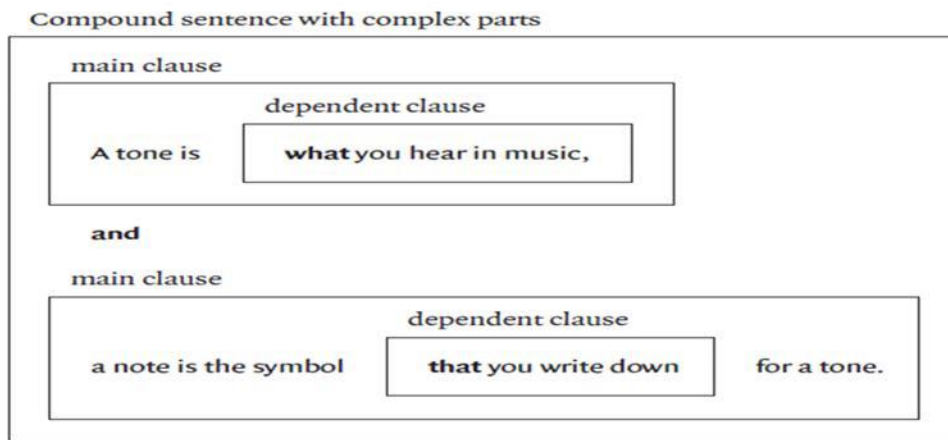 Compound sentence with complex parts
main clause
dependent clause
A tone is what you hear in music,
and
main clause
dependent clause
a note is the symbol that you write down for a tone.